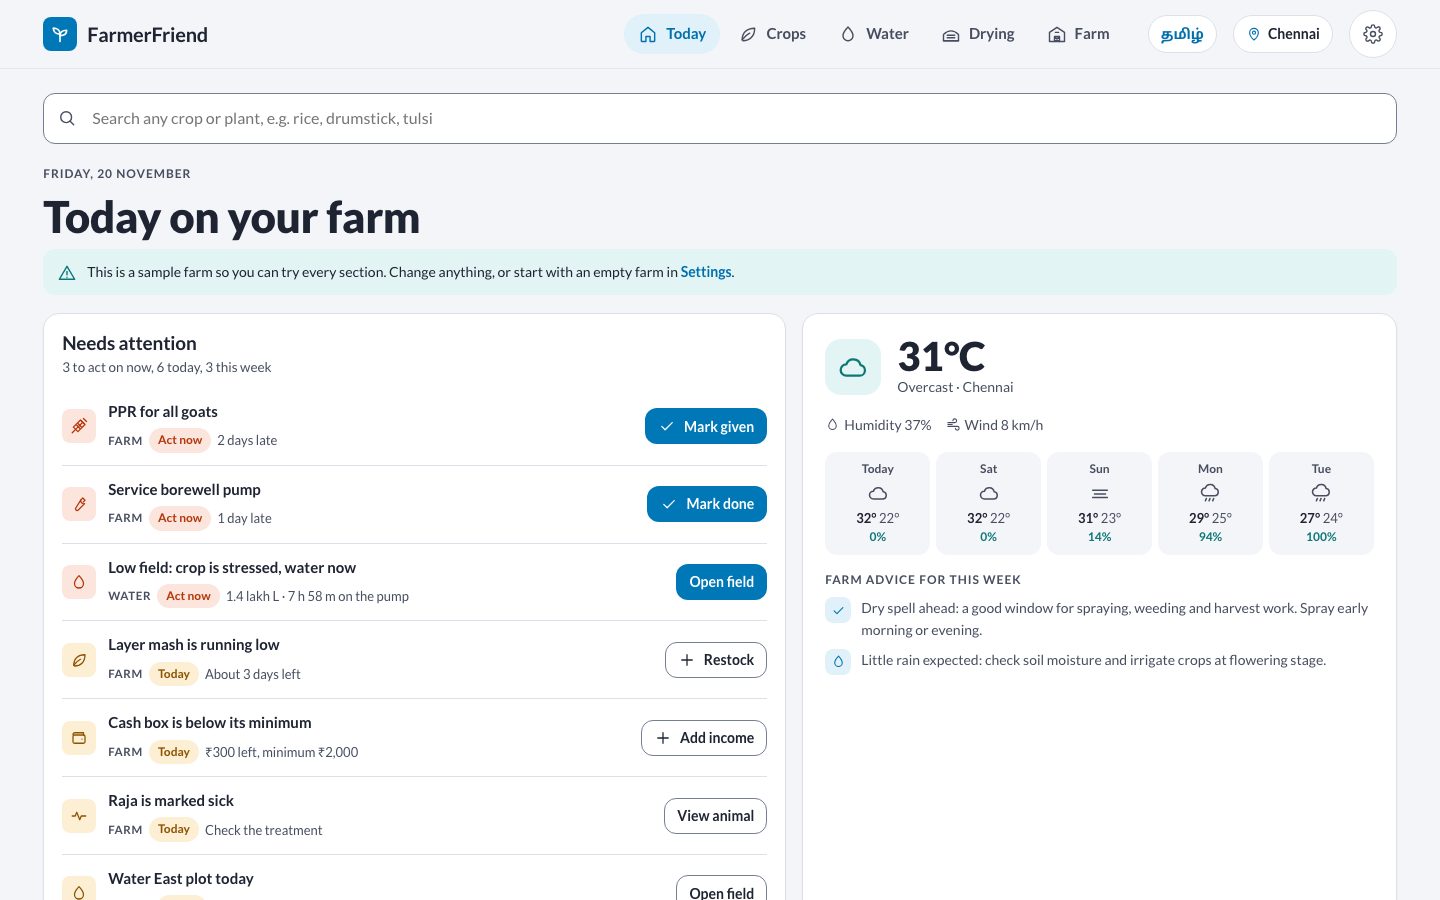 FarmerFriend
Today
Crops
Water
Drying
Farm
தமிழ்
Chennai
Search any crop or plant, e.g. rice, drumstick, tulsi
FRIDAY, 20 NOVEMBER
Today on your farm
This is a sample farm so you can try every section. Change anything, or start with an empty farm in Settings.
Needs attention
3 to act on now, 6 today, 3 this week
PPR for all goats
FARM Act now 2 days late
Mark given
Service borewell pump
FARM Act now 1 day late
Mark done
Low field: crop is stressed, water now
WATER Act now 1.4 lakh L · 7 h 58 m on the pump
Open field
Layer mash is running low
FARM Today About 3 days left
Restock
Cash box is below its minimum
FARM Today ₹300 left, minimum ₹2,000
Add income
Raja is marked sick
FARM Today Check the treatment
View animal
Water East plot today
Open field
31°C
Overcast · Chennai
Humidity 37% Wind 8 km/h
Today Sat Sun Mon Tue
32° 22° 32° 22° 31° 23° 29° 25° 27° 24°
0% 0% 14% 94% 100%
FARM ADVICE FOR THIS WEEK
Dry spell ahead: a good window for spraying, weeding and harvest work. Spray early
morning or evening.
Little rain expected: check soil moisture and irrigate crops at flowering stage.